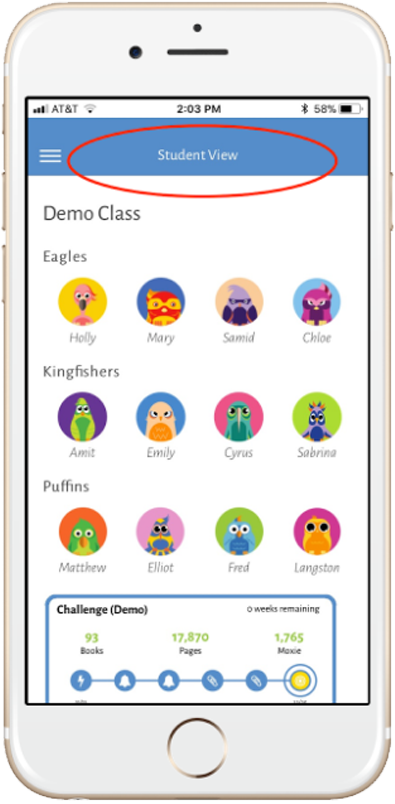 AT&T 2:03 PM 58%
Student View
Demo Class
Eagles
Holly Mary Samid Chloe
Kingfishers
Amit Emily Cyrus Sabrina
Puffins
Matthew Elliot Fred Langston
Challenge (Demo) 0 weeks remaining
93 17,870 1,765
Books Pages Moxie